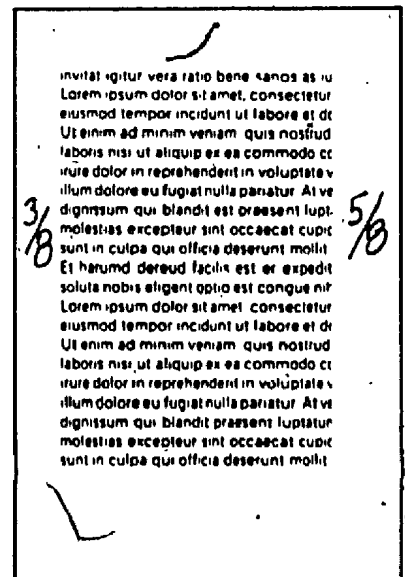 invitat igitur vera ratio bene sanos as iu
Lorem ipsum dolor sit amet, consectetur
eiusmod tempor incidunt ut labore et do
Ut enim ad minim veniam quis nostrud
laboris nisi ut aliquip ex ea commodo cc
irure dolor in reprehenderit in voluptate v
illum dolore eu fugiat nulla pariatur At ve
3/8 dignissum qui blandit est praesent lupt. 5/8
molestias excepteur sint occaecat cupic
sunt in culpa qui officia deserunt mollit
Et harumd dereud facilis est er expedit
soluta nobis eligent optio est congue nih
Lorem ipsum dolor sit amet consectetur
eiusmod tempor incidunt ut labore et do
Ut enim ad minim veniam quis nostrud
laboris nisi ut aliquip ex ea commodo cc
irure dolor in reprehenderit in voluptate v
illum dolore eu fugiat nulla pariatur At ve
dignissum qui blandit praesent luptatur
molestias excepteur sint occaecat cupic
sunt in culpa qui officia deserunt mollit